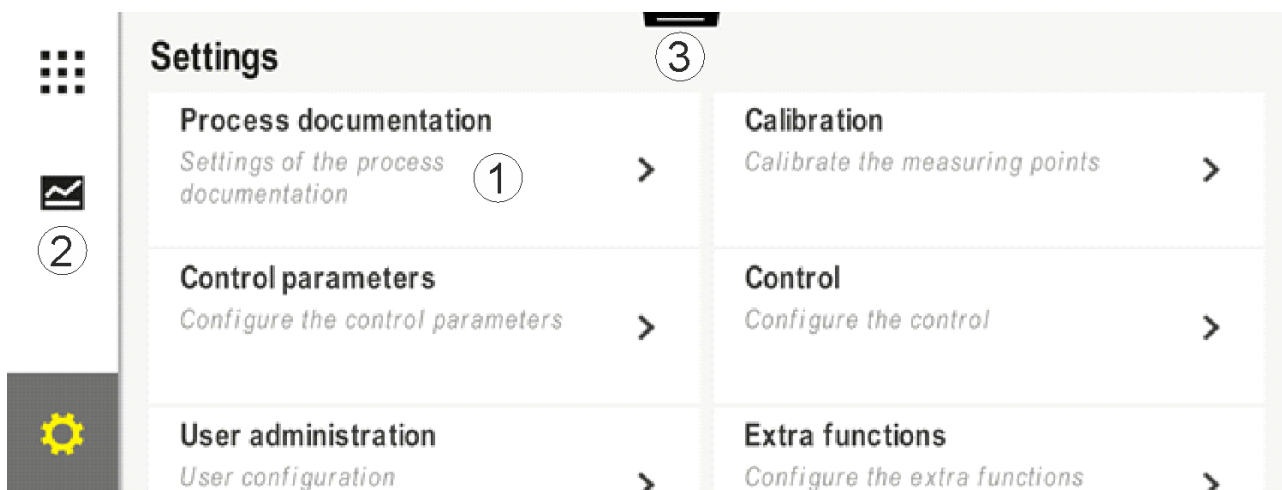 Settings
3
Process documentation
Settings of the process
documentation
1
Calibration
Calibrate the measuring points
2
Control parameters
Configure the control parameters
Control
Configure the control
User administration
User configuration
Extra functions
Configure the extra functions